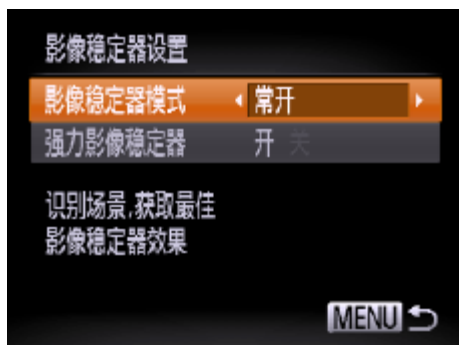 影像稳定器设置
影像稳定器模式 常开
强力影像稳定器 开 关
识别场景,获取最佳
影像稳定器效果
MENU